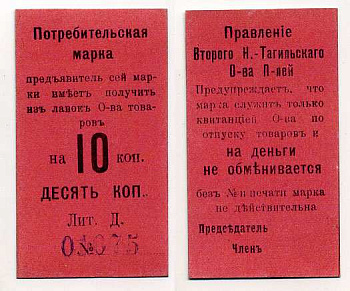 Потребительская
марка
предъявитель сей мар-
ки имѣетъ получить
изъ лавокъ О-ва това-
ровъ
на 10 коп.
ДЕСЯТЬ КОП.
Лит. Д.
Правленіе
Второго Н.-Тагильскаго
О-ва П-лей
Предупреждаетъ, что
марка служитъ только
квитанціей О-ва по
отпуску товаровъ и
на деньги
не обмѣнивается
безъ № и печати марка
не дѣйствительна
Предсѣдатель
Членъ